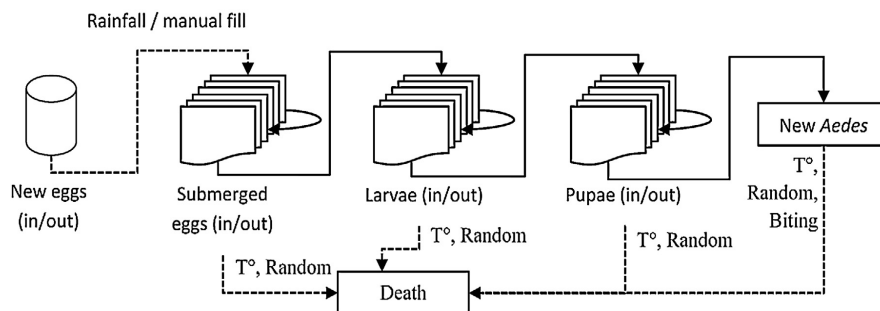 Rainfall / manual fill
New eggs
(in/out)
Submerged
eggs (in/out)
Larvae (in/out)
Pupae (in/out)
New Aedes
T°,
Random,
Biting
T°, Random
T°, Random
T°, Random
Death